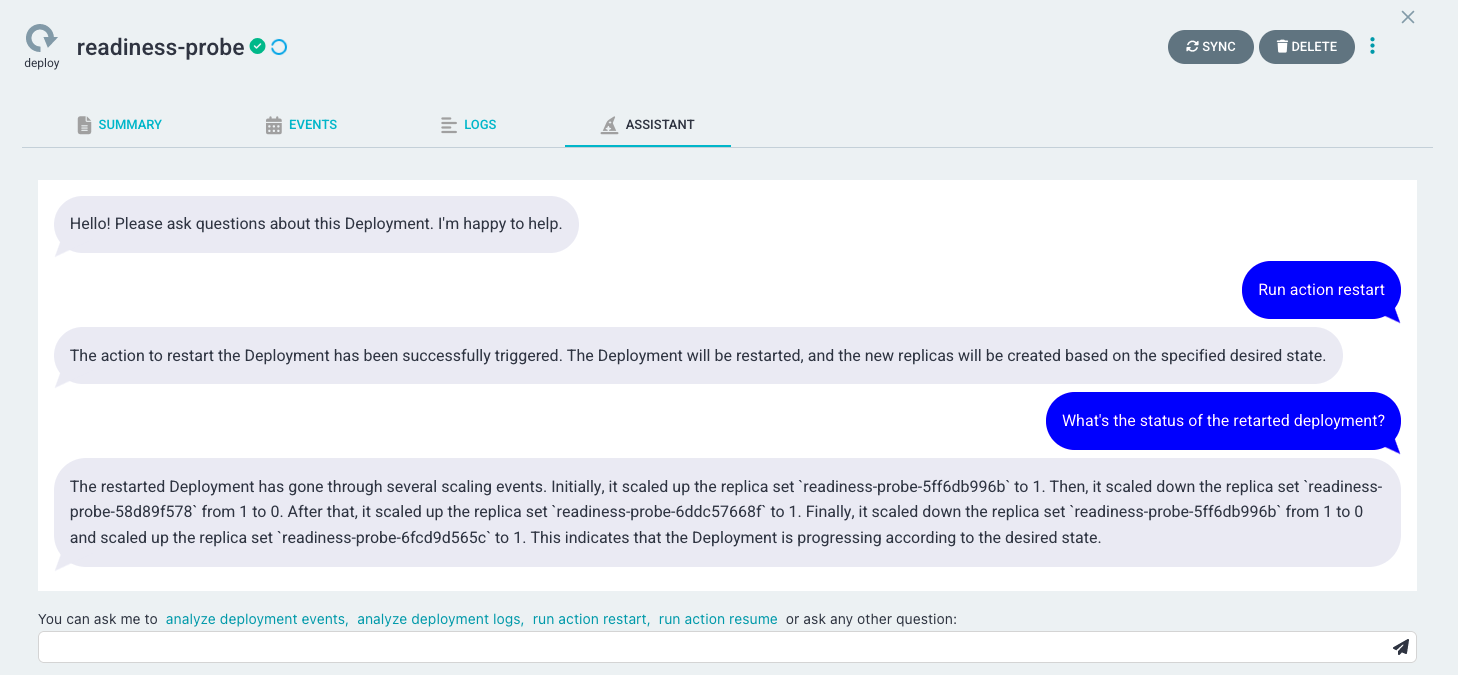 readiness-probe
deploy
SYNC
DELETE
SUMMARY
EVENTS
LOGS
ASSISTANT
Hello! Please ask questions about this Deployment. I'm happy to help.
Run action restart
The action to restart the Deployment has been successfully triggered. The Deployment will be restarted, and the new replicas will be created based on the specified desired state.
What's the status of the retarted deployment?
The restarted Deployment has gone through several scaling events. Initially, it scaled up the replica set `readiness-probe-5ff6db996b` to 1. Then, it scaled down the replica set `readiness-
probe-58d89f578` from 1 to 0. After that, it scaled up the replica set `readiness-probe-6ddc57668f` to 1. Finally, it scaled down the replica set `readiness-probe-5ff6db996b` from 1 to 0
and scaled up the replica set `readiness-probe-6fcd9d565c` to 1. This indicates that the Deployment is progressing according to the desired state.
You can ask me to analyze deployment events, analyze deployment logs, run action restart, run action resume or ask any other question: